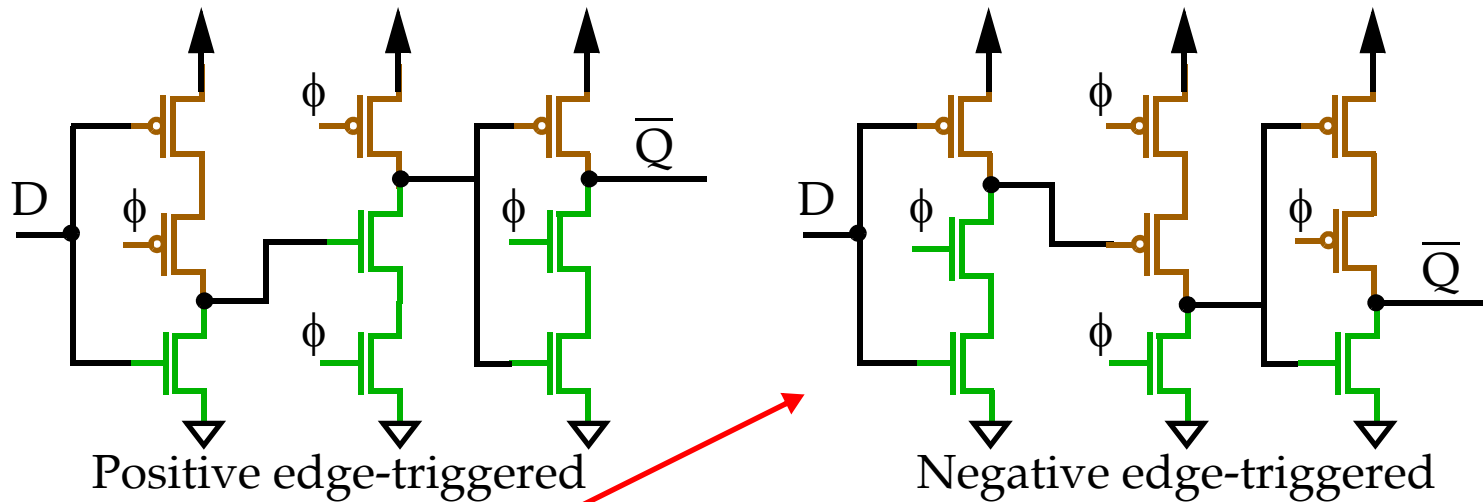 ϕ ϕ
Q̅
D ϕ ϕ D ϕ ϕ
Q̅
ϕ ϕ
Positive edge-triggered Negative edge-triggered